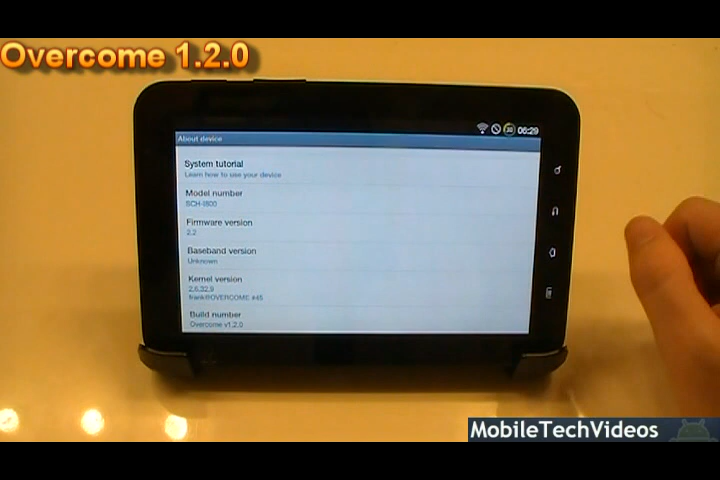 Overcome 1.2.0
06:29
About device
System tutorial
Learn how to use your device
Model number
SCH-I800
Firmware version
2.2
Baseband version
Unknown
Kernel version
2.6.32.9
frank@OVERCOME #45
Build number
Overcome v1.2.0
MobileTechVideos